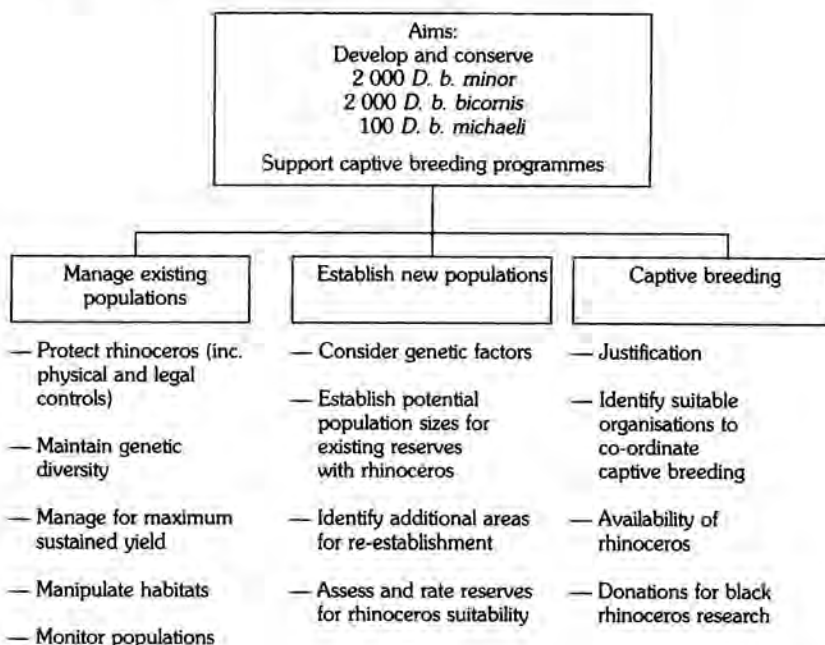 Aims:
Develop and conserve
2 000 D. b. minor
2 000 D. b. bicornis
100 D. b. michaeli
Support captive breeding programmes
Manage existing
populations
— Protect rhinoceros (inc.
physical and legal
controls)
— Maintain genetic
diversity
— Manage for maximum
sustained yield
— Manipulate habitats
— Monitor populations
Establish new populations
— Consider genetic factors
— Establish potential
population sizes for
existing reserves
with rhinoceros
— Identify additional areas
for re-establishment
— Assess and rate reserves
for rhinoceros suitability
Captive breeding
— Justification
— Identify suitable
organisations to
co-ordinate
captive breeding
— Availability of
rhinoceros
— Donations for black
rhinoceros research